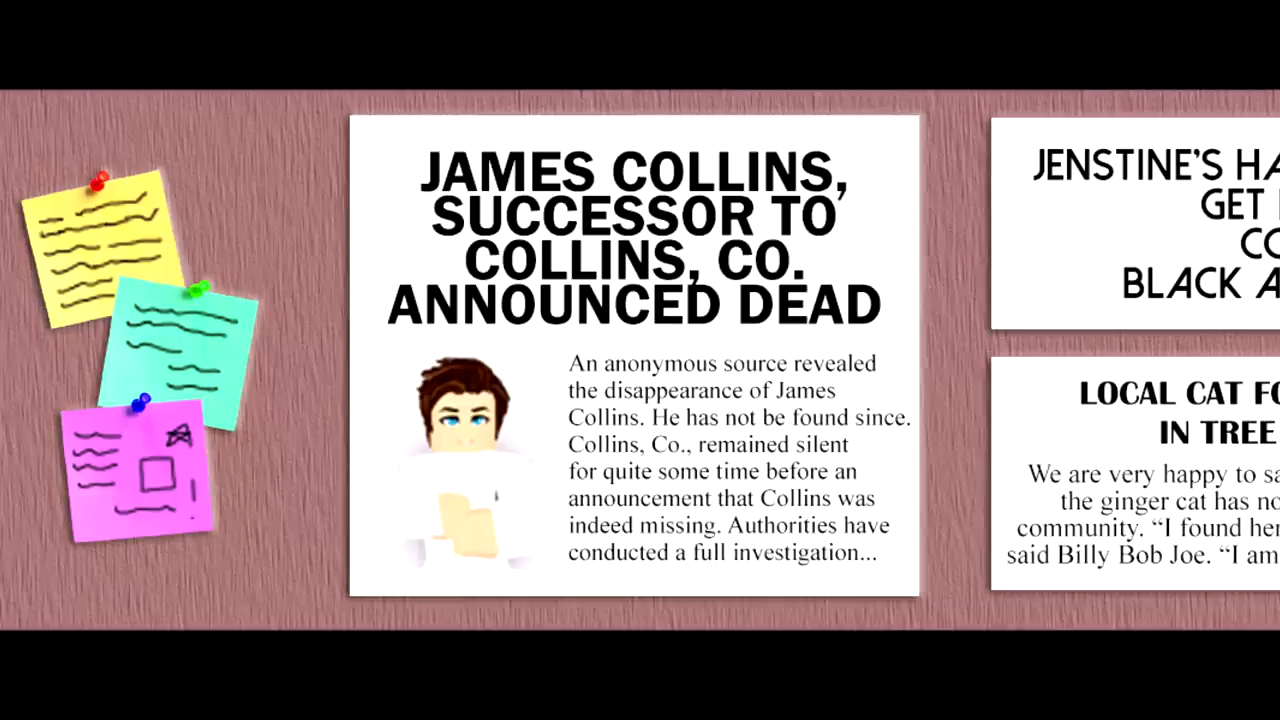 JAMES COLLINS,
SUCCESSOR TO
COLLINS, CO.
ANNOUNCED DEAD
An anonymous source revealed
the disappearance of James
Collins. He has not be found since.
Collins, Co., remained silent
for quite some time before an
announcement that Collins was
indeed missing. Authorities have
conducted a full investigation...
JENSTINE'S
GET
BLACK
LOCAL CAT
IN TREE
We are very happy to
the ginger cat has
community. “I found
said Billy Bob Joe. “I am